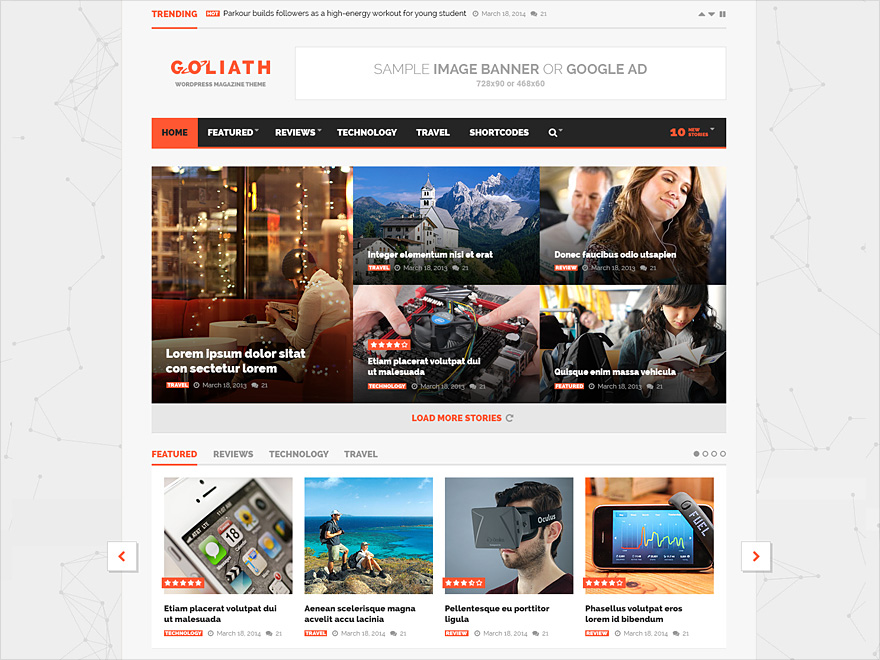 TRENDING HOT Parkour builds followers as a high-energy workout for young student March 18, 2014 21
GOLIATH
WORDPRESS MAGAZINE THEME
SAMPLE IMAGE BANNER OR GOOGLE AD
728x90 or 468x60
HOME FEATURED REVIEWS TECHNOLOGY TRAVEL SHORTCODES 10 NEW STORIES
Integer elementum nisi et erat
TRAVEL March 18, 2013 21
Donec faucibus odio utsapien
REVIEW March 18, 2013 21
Lorem ipsum dolor sitat
con sectetur lorem
TRAVEL March 18, 2013 21
Etiam placerat volutpat dui
ut malesuada
TECHNOLOGY March 18, 2013 21
Quisque enim massa vehicula
FEATURED March 18, 2013 21
LOAD MORE STORIES
FEATURED REVIEWS TECHNOLOGY TRAVEL
AT&T LTE
18
Oculus
FUEL
Etiam placerat volutpat dui
ut malesuada
TECHNOLOGY March 18, 2014 21
Aenean scelerisque magna
acvelit accu lacinia
TRAVEL March 18, 2014 21
Pellentesque eu porttitor
ligula
REVIEW March 18, 2014 21
Phasellus volutpat eros
lorem id bibendum
REVIEW March 18, 2014 21